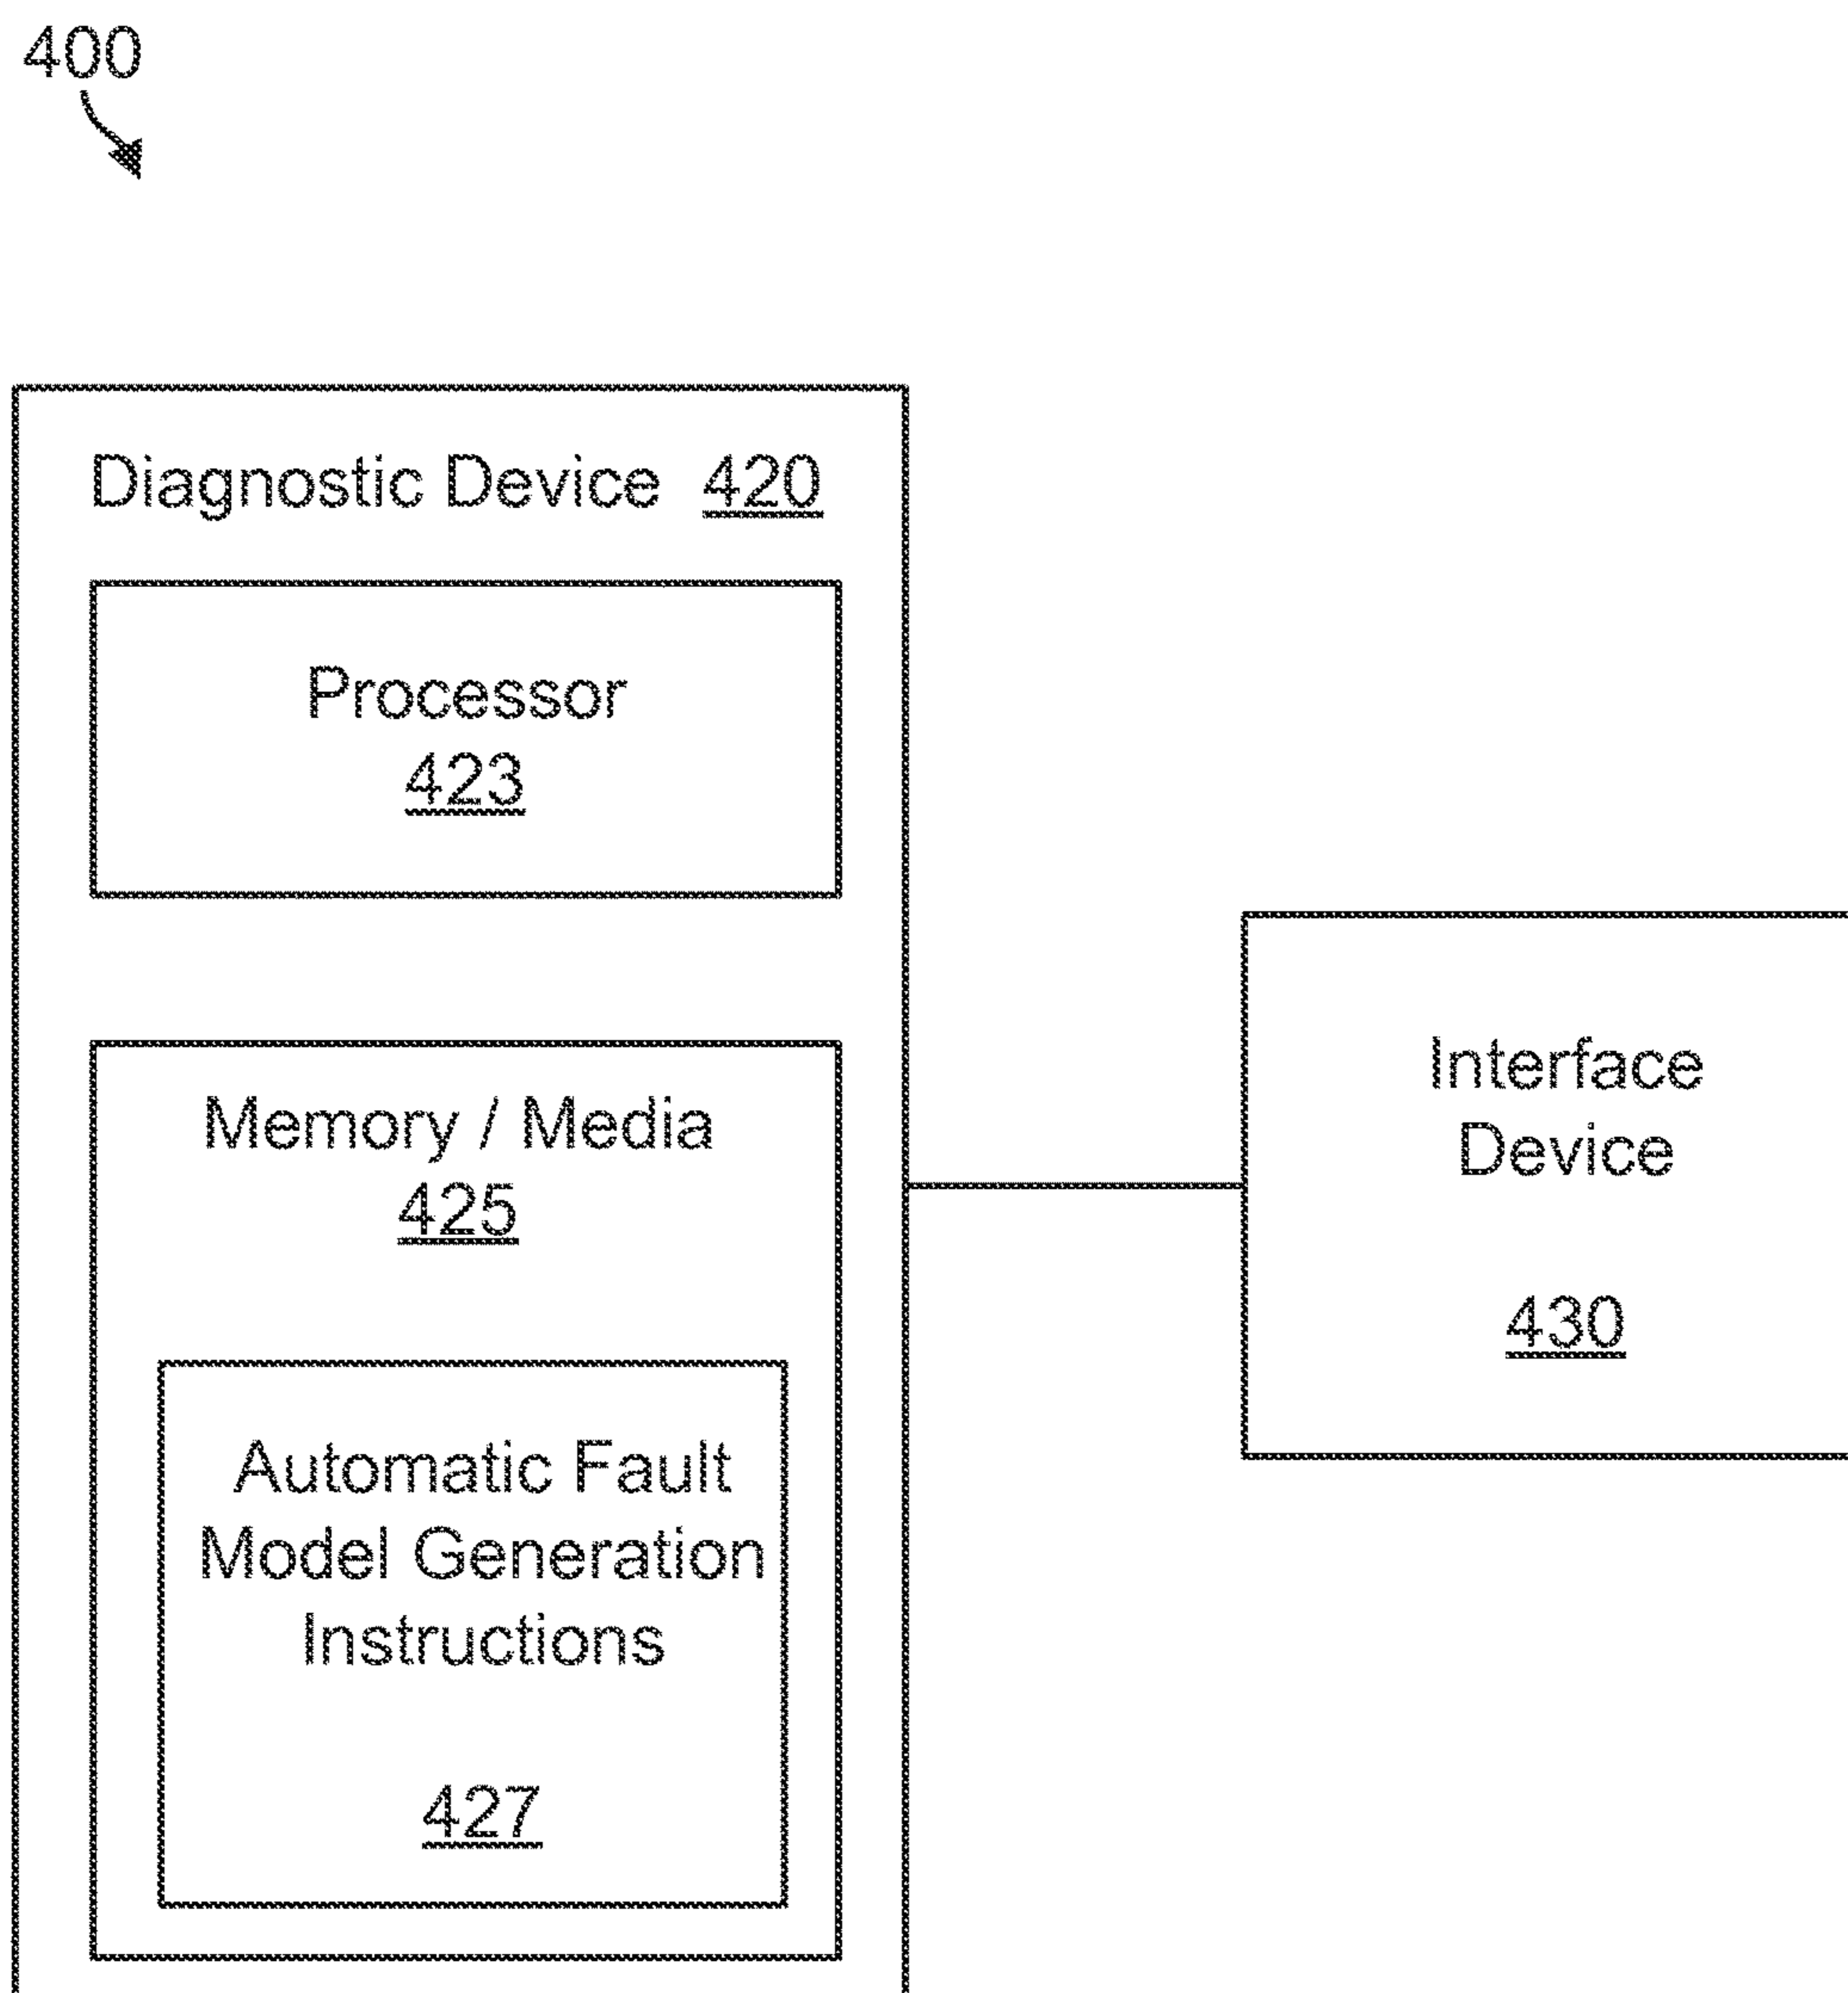 400
Diagnostic Device 420
Processor
423
Memory / Media
425
Automatic Fault
Model Generation
Instructions
427
Interface
Device
430